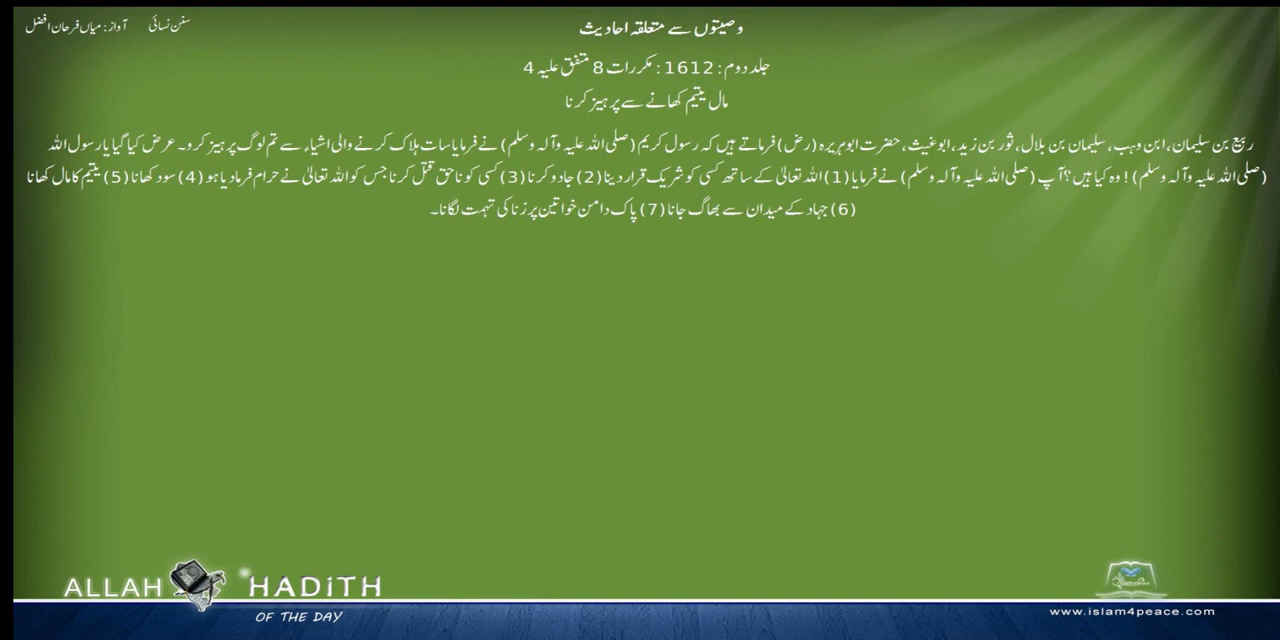 وصیتوں سے متعلقہ احادیث
سنن نسائی
آواز: میاں فرحان افضل
جلد دوم : 1612 : مکررات 8 متفق علیہ 4
مال یتیم کھانے سے پرہیز کرنا
ربیع بن سلیمان، ابن وہب، سلیمان بن بلال، ثور بن زید، ابوغیث، حضرت ابوہریرہ (رض) فرماتے ہیں کہ رسول کریم (صلی اللہ علیہ وآلہ وسلم) نے فرمایا سات ہلاک کرنے والی اشیاء سے تم لوگ پرہیز کرو۔ عرض کیا گیا یا رسول اللہ
(صلی اللہ علیہ وآلہ وسلم) ! وہ کیا ہیں؟ آپ (صلی اللہ علیہ وآلہ وسلم) نے فرمایا (1) اللہ تعالیٰ کے ساتھ کسی کو شریک قرار دینا (2) جادو کرنا (3) کسی کو ناحق قتل کرنا جس کو اللہ تعالیٰ نے حرام فرما دیا ہو (4) سود کھانا (5) یتیم کا مال کھانا
(6) جہاد کے میدان سے بھاگ جانا (7) پاک دامن خواتین پر زنا کی تہمت لگانا۔
ALLAH HADITH
OF THE DAY
www.islam4peace.com